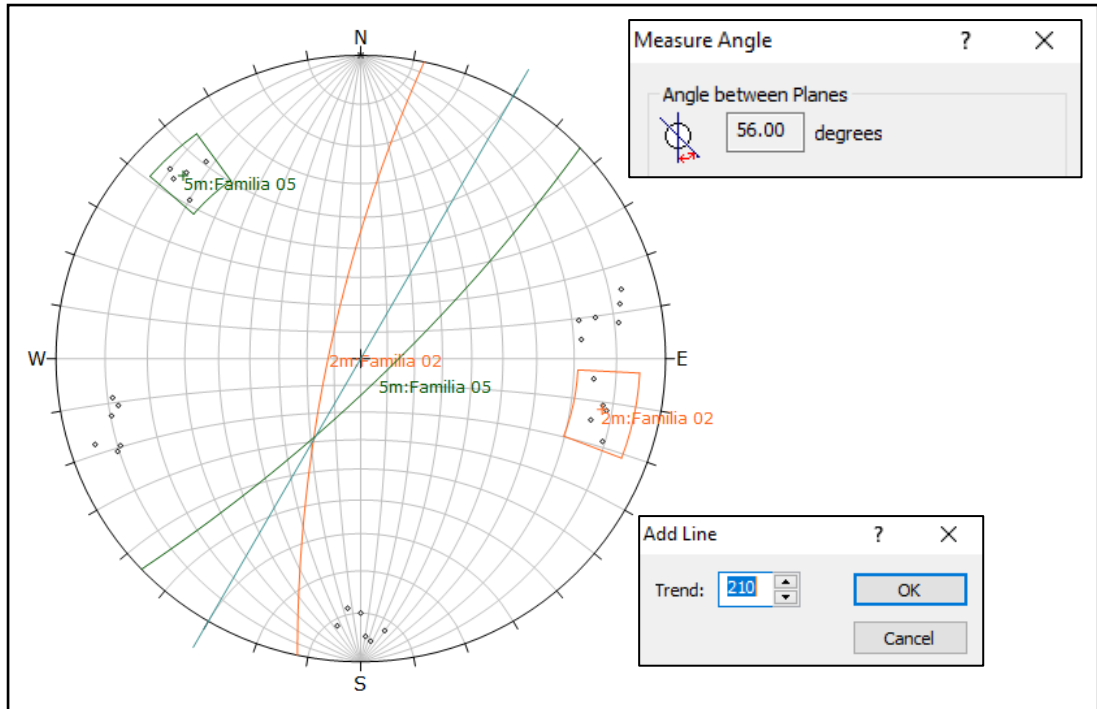 N
Measure Angle ? ×
Angle between Planes
56.00 degrees
5m:Familia 05
W
2m:Familia 02
E
5m:Familia 05
2m:Familia 02
Add Line ? ×
Trend: 210 OK
Cancel
S